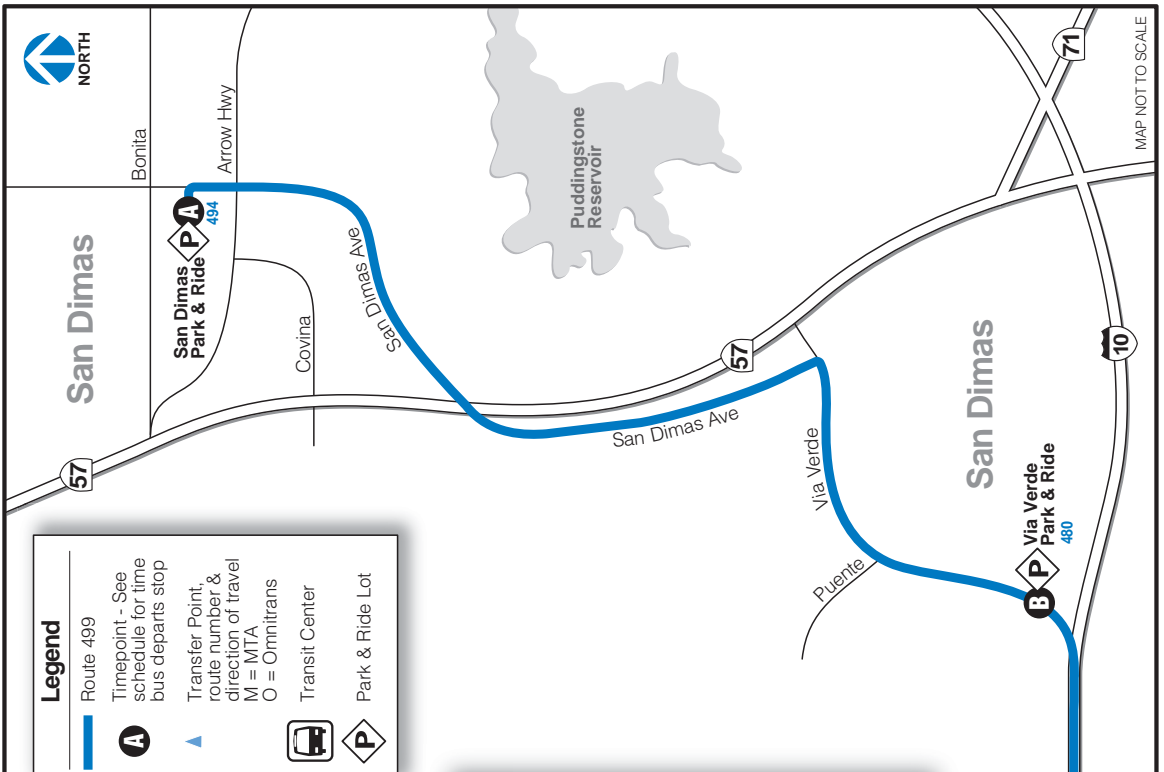 NORTH
Bonita
Arrow Hwy
San Dimas
A
P
494
San Dimas
Park & Ride
Covina
San Dimas Ave
Puddingstone
Reservoir
71
MAP NOT TO SCALE
57
57
San Dimas Ave
Via Verde
Puente
San Dimas
10
B
P
Via Verde
Park & Ride
480
Legend
Route 499
A
Timepoint - See
schedule for time
bus departs stop
Transfer Point,
route number &
direction of travel
M = MTA
O = Omnitrans
Transit Center
P
Park & Ride Lot